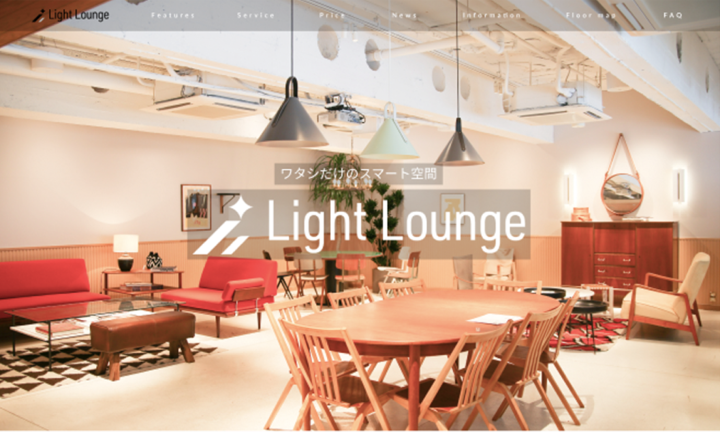 Light Lounge
Features
Service
Price
News
Information
Floor map
FAQ
ワタシだけのスマート空間
Light Lounge